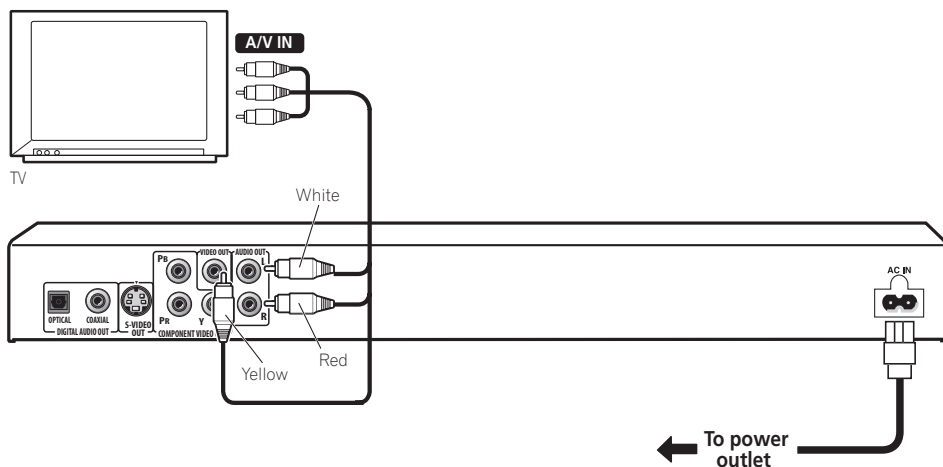 A/V IN
TV
White
PB
VIDEO OUT
AUDIO OUT
L
AC IN
OPTICAL
COAXIAL
DIGITAL AUDIO OUT
S-VIDEO
OUT
PR
Y
R
COMPONENT VIDEO
Yellow
Red
To power
outlet